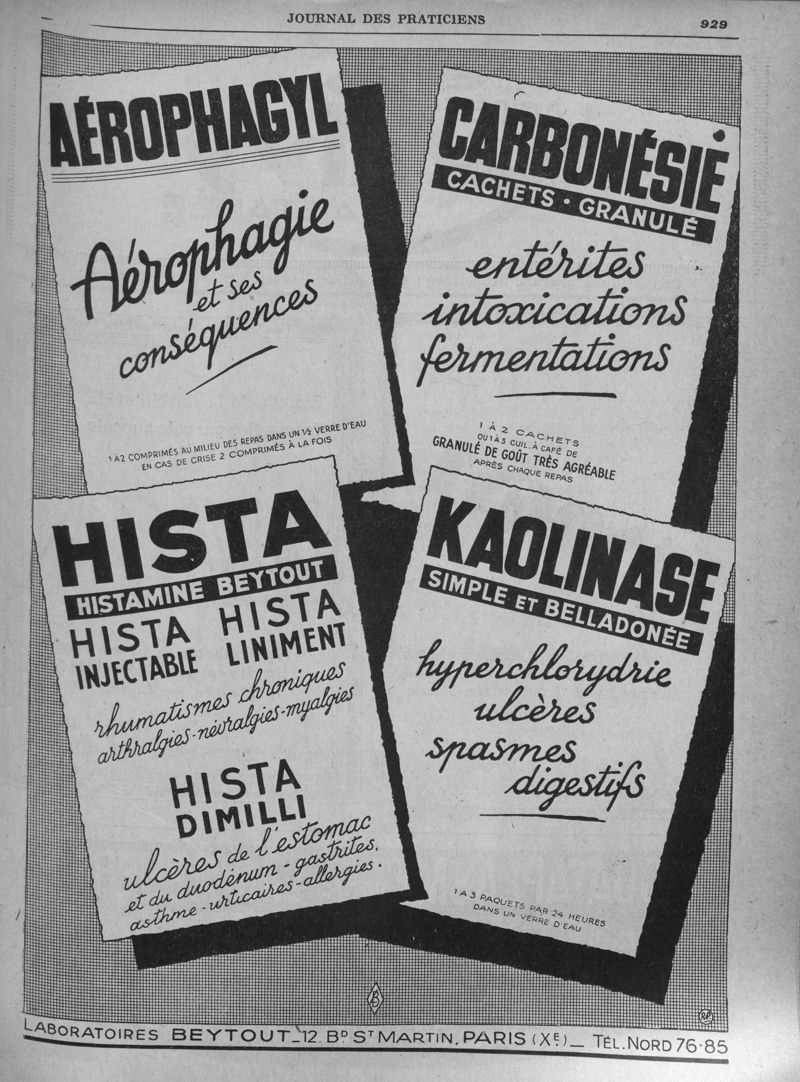 JOURNAL DES PRATICIENS
929
AÉROPHAGYL
Aérophagie
et ses
conséquences
1 À 2 COMPRIMÉS AU MILIEU DES REPAS DANS UN ½ VERRE D'EAU
EN CAS DE CRISE 2 COMPRIMÉS À LA FOIS
CARBONÉSIE
CACHETS • GRANULÉ
entérites
intoxications
fermentations
1 À 2 CACHETS
OU 1 À 3 CUIL. À CAFÉ DE
GRANULÉ DE GOÛT TRÈS AGRÉABLE
APRÈS CHAQUE REPAS
HISTA
HISTAMINE BEYTOUT
HISTA
INJECTABLE
HISTA
LINIMENT
rhumatismes chroniques
arthralgies-névralgies-myalgies
HISTA
DIMILLI
ulcères de l'estomac
et du duodénum - gastrites.
asthme - urticaires - allergies.
KAOLINASE
SIMPLE ET BELLADONÉE
hyperchlorydrie
ulcères
spasmes
digestifs
1 A 3 PAQUETS PAR 24 HEURES
DANS UN VERRE D'EAU
B
LABORATOIRES BEYTOUT_12. BD ST MARTIN, PARIS (XE.)_ TÉL. NORD 76-85